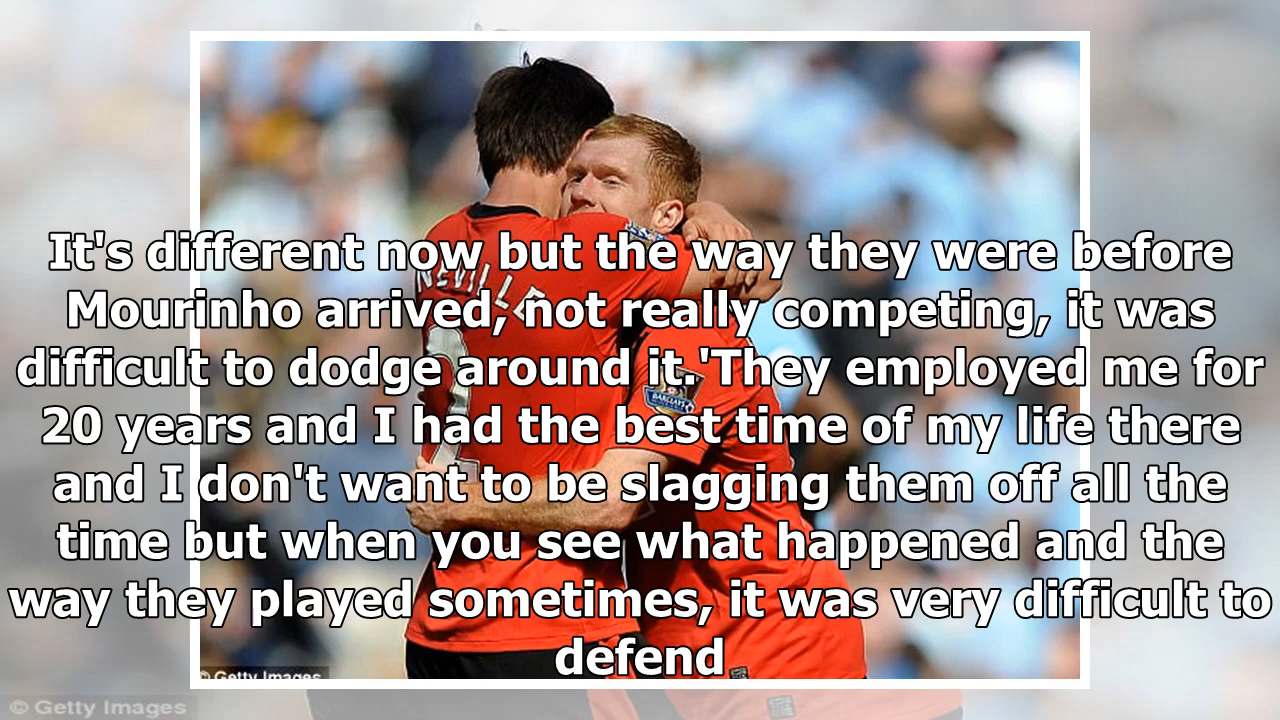 It's different now but the way they were before
Mourinho arrived, not really competing, it was
difficult to dodge around it. 'They employed me for
20 years and I had the best time of my life there
and I don't want to be slagging them off all the
time but when you see what happened and the
way they played sometimes, it was very difficult to
defend
NEVILLE
2
BARCLAYS
© Getty Images
© Getty Images